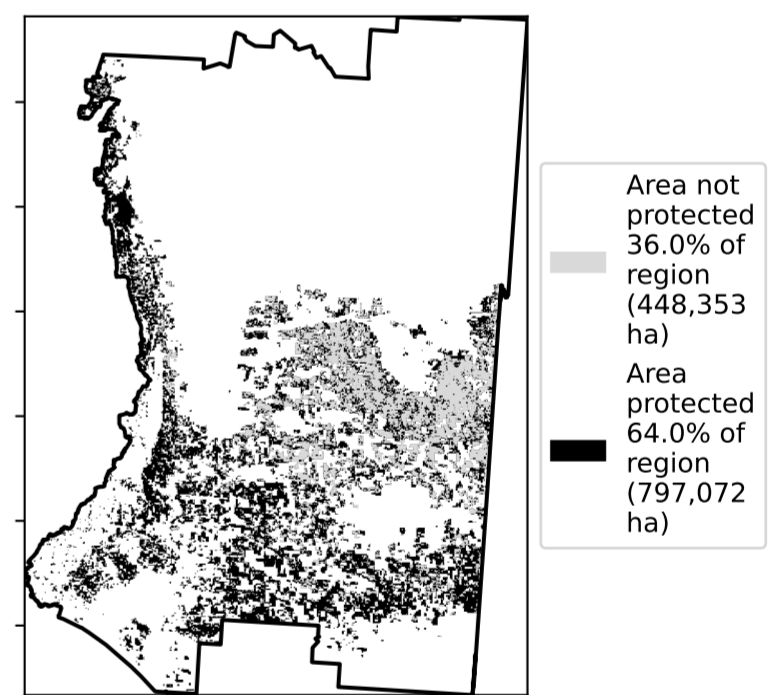 Area not
protected
36.0% of
region
(448,353
ha)
Area
protected
64.0% of
region
(797,072
ha)